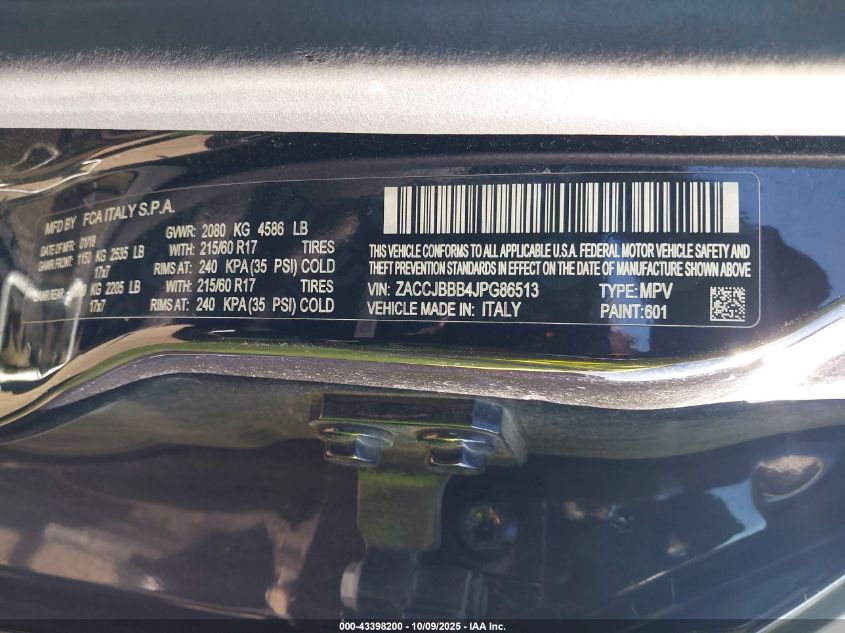 MFD BY FCA ITALY S.P.A.
DATE OF MFR 01/18 GVWR: 2080 KG 4586 LB
GAWR FRONT: 1150 KG 2535 LB WITH: 215/60 R17 TIRES
17x7 RIMS AT: 240 KPA(35 PSI) COLD
GAWR REAR: KG 2205 LB WITH: 215/60 R17 TIRES
17x7 RIMS AT: 240 KPA(35 PSI) COLD
THIS VEHICLE CONFORMS TO ALL APPLICABLE U.S.A. FEDERAL MOTOR VEHICLE SAFETY AND
THEFT PREVENTION STANDARDS IN EFFECT ON THE DATE OF MANUFACTURE SHOWN ABOVE
VIN: ZACCJBBB4JPG86513 TYPE: MPV
VEHICLE MADE IN: ITALY PAINT:601
000-43398200 - 10/09/2025 - IAA Inc.